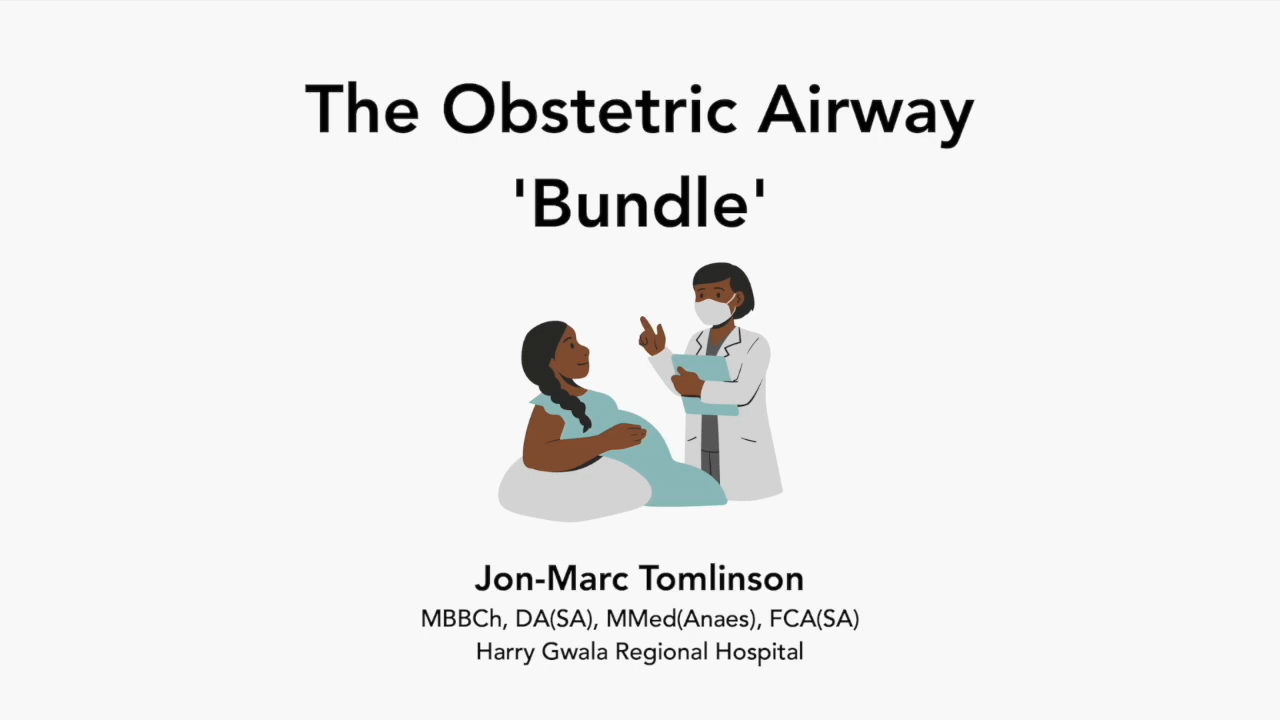 The Obstetric Airway
'Bundle'
Jon-Marc Tomlinson
MBBCh, DA(SA), MMed(Anaes), FCA(SA)
Harry Gwala Regional Hospital